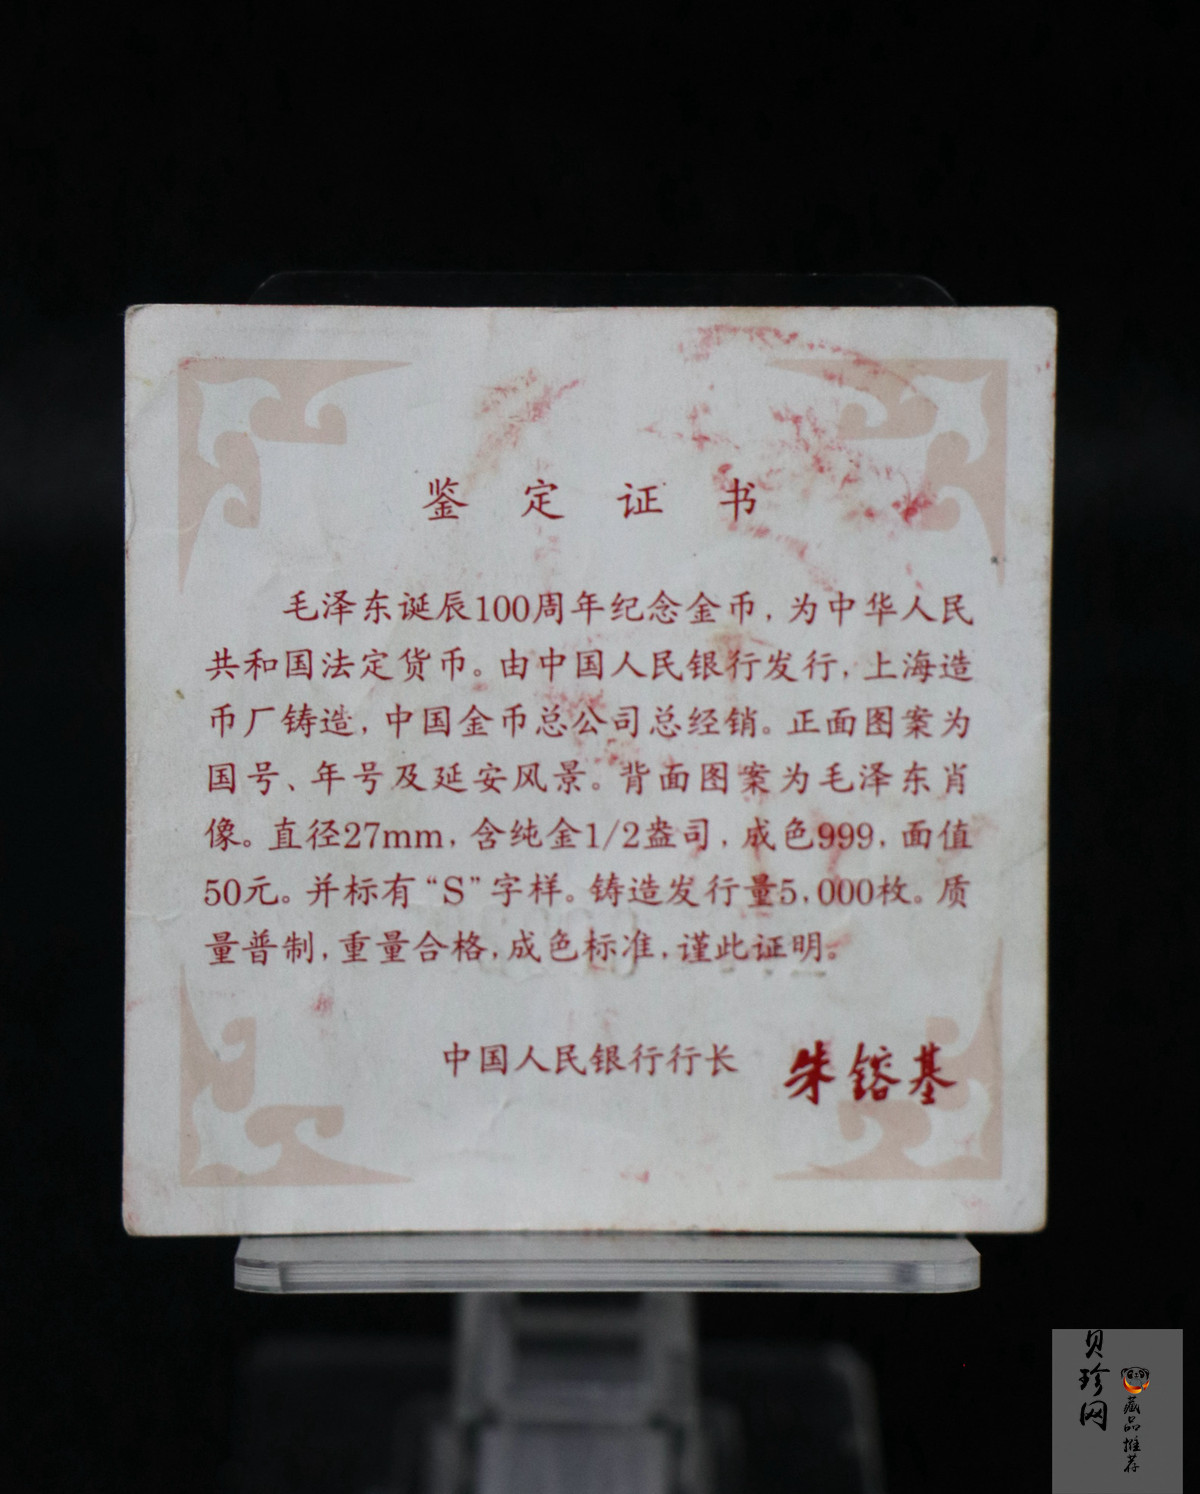 鉴定证书
毛泽东诞辰100周年纪念金币，为中华人民
共和国法定货币。由中国人民银行发行，上海造
币厂铸造，中国金币总公司总经销。正面图案为
国号、年号及延安风景。背面图案为毛泽东肖
像。直径27mm，含纯金1/2盎司，成色999，面值
50元。并标有“S”字样。铸造发行量5,000枚。质
量普制，重量合格，成色标准，谨此证明。
中国人民银行行长 朱镕基
贝珍网
藏品推荐